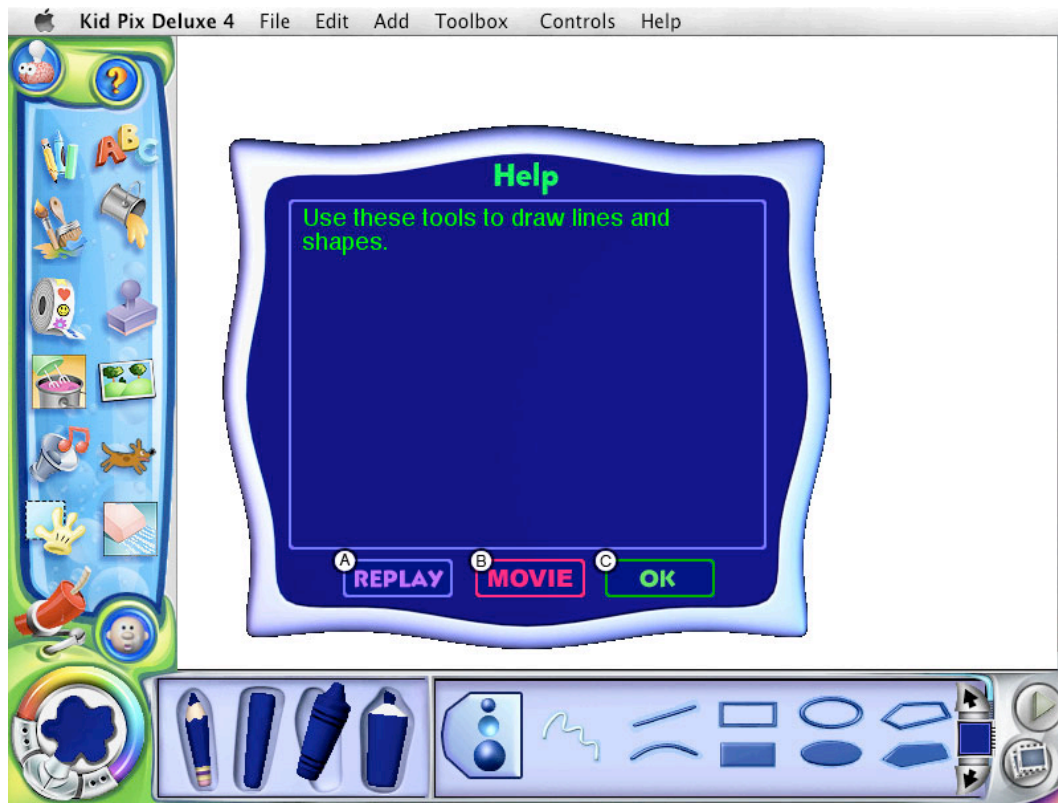 Kid Pix Deluxe 4 File Edit Add Toolbox Controls Help
?
ABC
Help
Use these tools to draw lines and
shapes.
A B C
REPLAY MOVIE OK